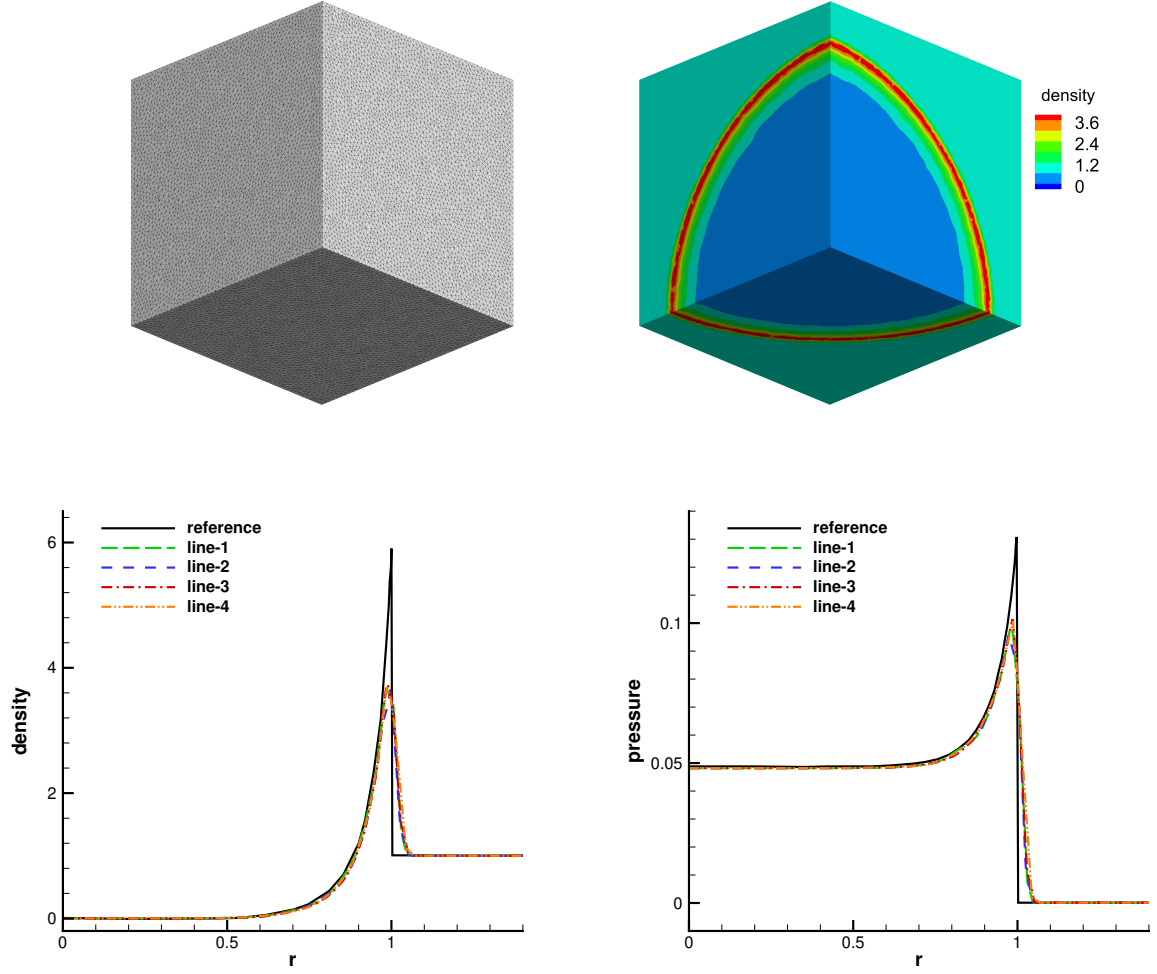 density
3.6
2.4
1.2
0
reference
line-1
line-2
line-3
line-4
6
4
2
0
density
0
0.5
1
r
reference
line-1
line-2
line-3
line-4
0.1
0.05
0
pressure
0
0.5
1
r